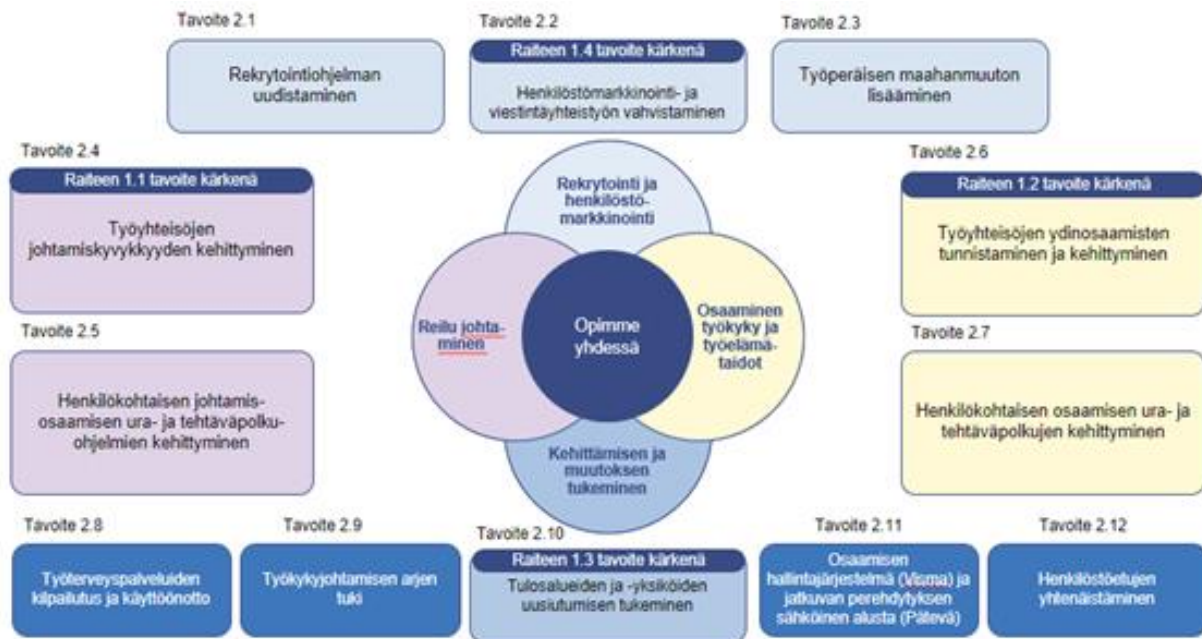 Tavoite 2.1
Tavoite 2.2
Tavoite 2.3
Rekrytointiohjelman
uudistaminen
Raiteen 1.4 tavoite kärkenä
Henkilöstömarkkinointi- ja
viestintäyhteistyön vahvistaminen
Työperäisen maahanmuuton
lisääminen
Tavoite 2.4
Raiteen 1.1 tavoite kärkenä
Työyhteisöjen
johtamiskyvykkyyden kehittyminen
Tavoite 2.6
Raiteen 1.2 tavoite kärkenä
Työyhteisöjen ydinosaamisten
tunnistaminen ja kehittyminen
Rekrytointi ja
henkilöstö-
markkinointi
Reilu johta-
minen
Opimme
yhdessä
Osaaminen
työkyky ja
työelämä-
taidot
Kehittämisen ja
muutoksen
tukeminen
Tavoite 2.5
Henkilökohtaisen johtamis-
osaamisen ura- ja tehtäväpolku-
ohjelmien kehittyminen
Tavoite 2.7
Henkilökohtaisen osaamisen ura- ja
tehtäväpolkujen kehittyminen
Tavoite 2.8
Työterveyspalveluiden
kilpailutus ja käyttöönotto
Tavoite 2.9
Työkykyjohtamisen arjen
tuki
Tavoite 2.10
Raiteen 1.3 tavoite kärkenä
Tulosalueiden ja -yksiköiden
uusiutumisen tukeminen
Tavoite 2.11
Osaamisen
hallintajärjestelmä (Visma) ja
jatkuvan perehdytyksen
sähköinen alusta (Pätevä)
Tavoite 2.12
Henkilöstöetujen
yhtenäistäminen